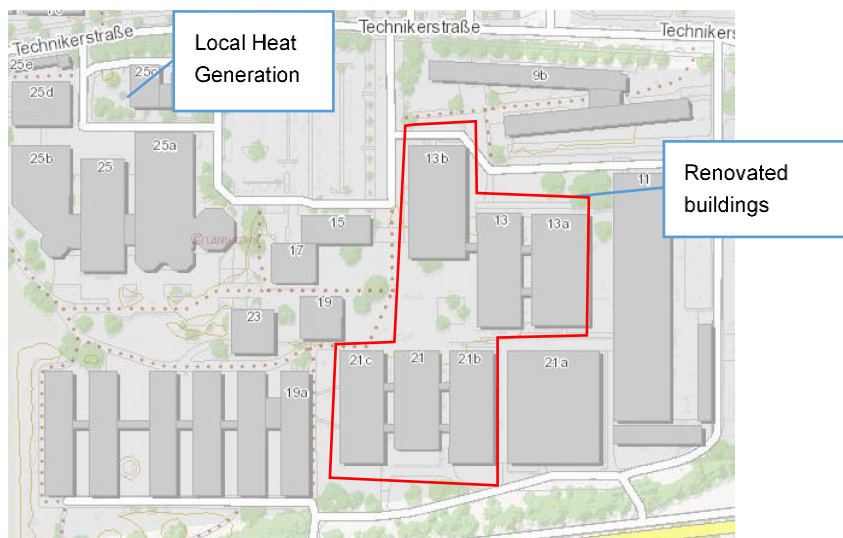 Technikerstraße
Technikerstraße
Technikers
Local Heat
Generation
25e
25d
25c
9b
25b
25
25a
13b
Renovated
buildings
11
15
17
13
13a
23
19
21c
21
21b
21a
19a